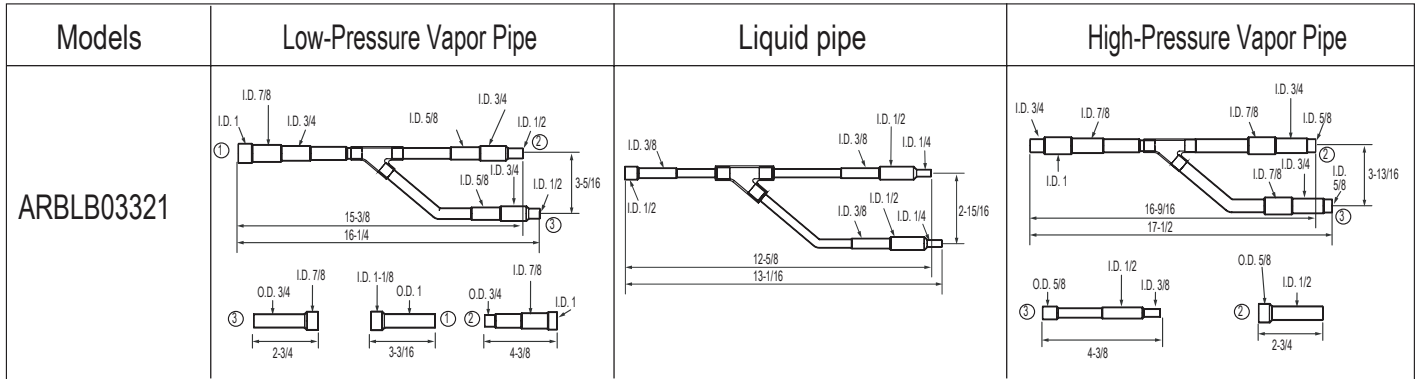 Models
Low-Pressure Vapor Pipe
Liquid pipe
High-Pressure Vapor Pipe
ARBLB03321
I.D. 7/8
I.D. 1
I.D. 3/4
I.D. 5/8
I.D. 3/4
I.D. 1/2
①
②
I.D. 5/8
I.D. 3/4
I.D. 1/2
③
3-5/16
15-3/8
16-1/4
O.D. 3/4
I.D. 7/8
③
2-3/4
I.D. 1-1/8
O.D. 1
①
3-3/16
②
O.D. 3/4
I.D. 7/8
I.D. 1
4-3/8
I.D. 3/8
I.D. 1/2
I.D. 3/8
I.D. 1/2
I.D. 1/4
I.D. 3/8
I.D. 1/2
I.D. 1/4
2-15/16
12-5/8
13-1/16
I.D. 3/4
I.D. 7/8
I.D. 1
I.D. 7/8
I.D. 3/4
I.D. 5/8
②
I.D. 7/8
I.D. 3/4
I.D.
5/8
③
3-13/16
16-9/16
17-1/2
O.D. 5/8
I.D. 1/2
I.D. 3/8
③
4-3/8
O.D. 5/8
I.D. 1/2
②
2-3/4